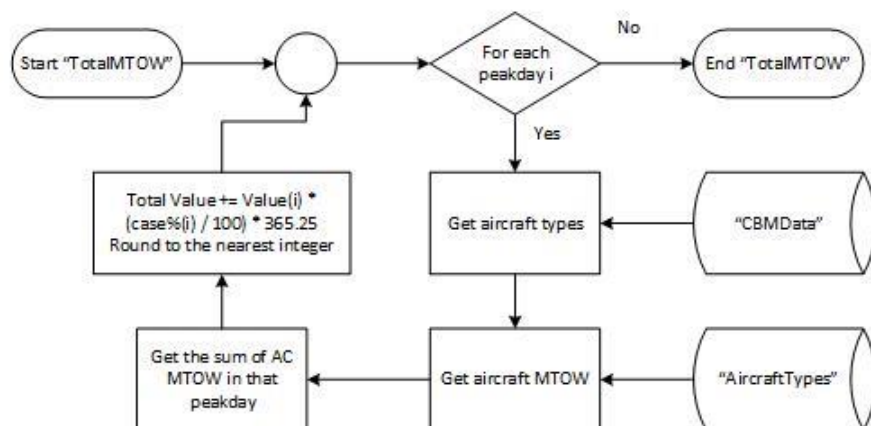 No
Start “TotalMTOW”
For each
peakday i
End “TotalMTOW”
Yes
Total Value += Value(i) *
(case%(i) / 100) * 365.25
Round to the nearest integer
Get aircraft types
“CBMData”
Get the sum of AC
MTOW in that
peakday
Get aircraft MTOW
“AircraftTypes”